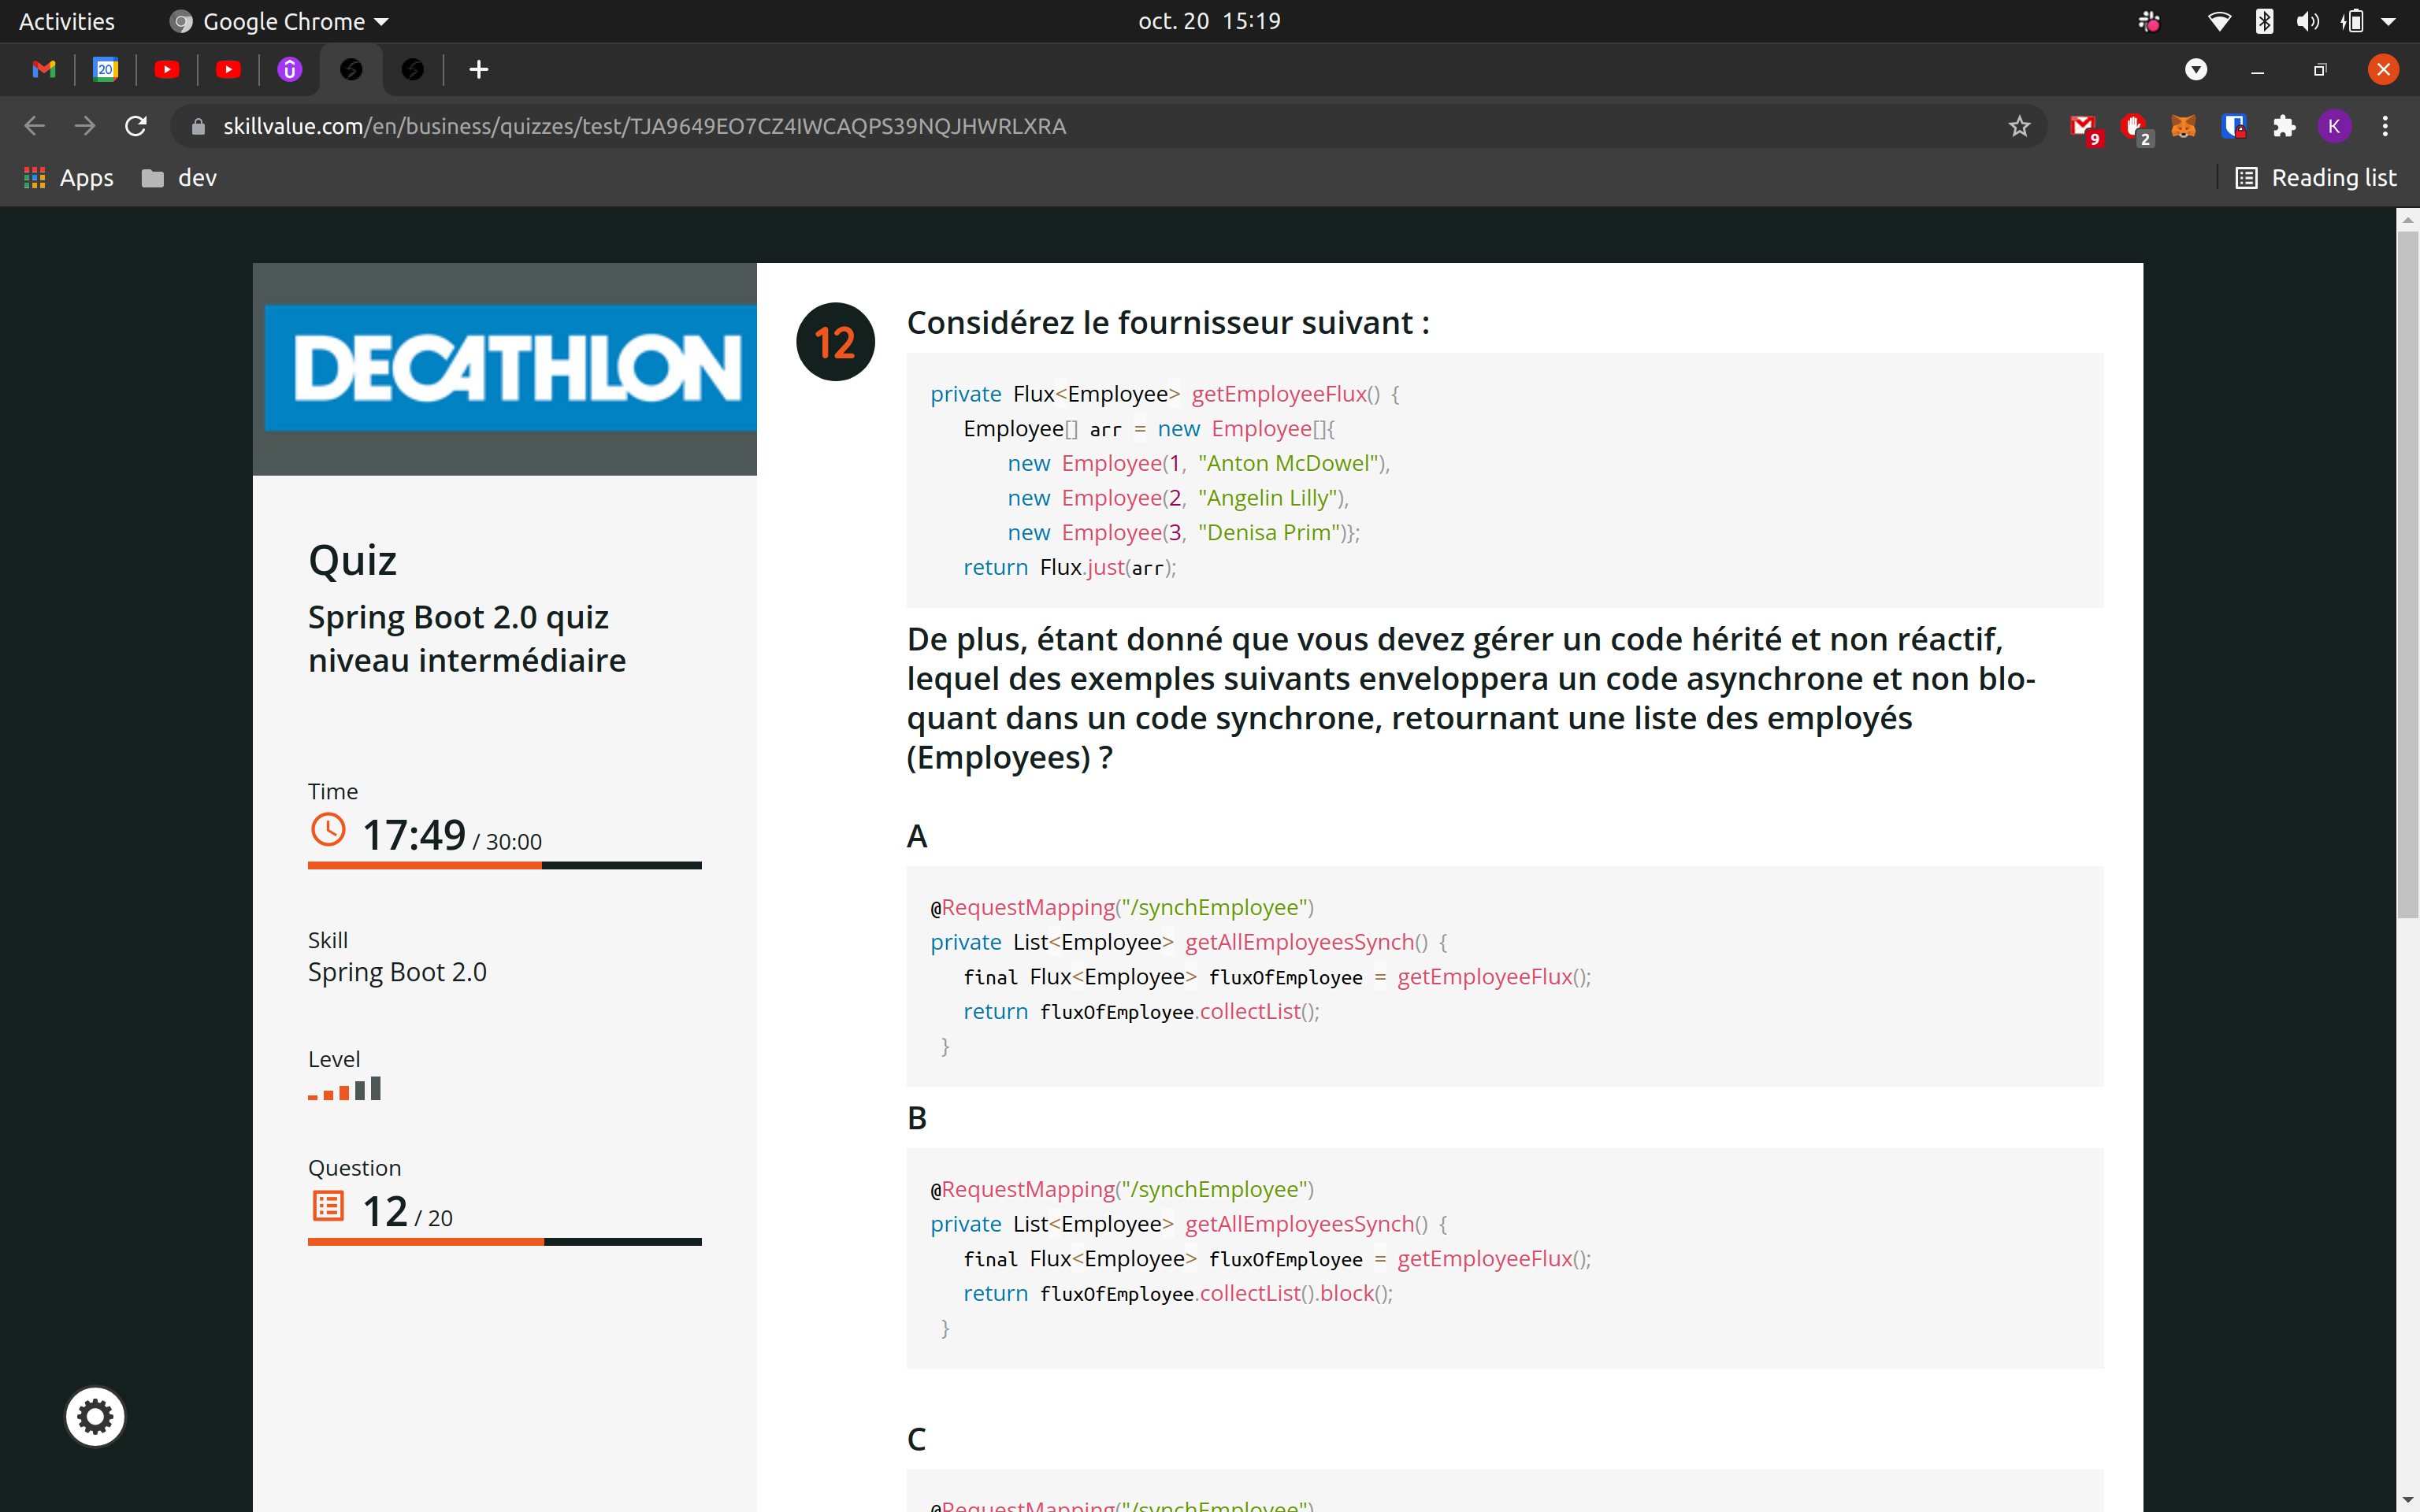 Activities
Google Chrome
oct. 20 15:19
20
skillvalue.com/en/business/quizzes/test/TJA9649EO7CZ4IWCAQPS39NQJHWRLXRA
9
2
K
Apps
dev
Reading list
DECATHLON
Quiz
Spring Boot 2.0 quiz
niveau intermédiaire
Time
17:49 / 30:00
Skill
Spring Boot 2.0
Level
Question
12 / 20
12
Considérez le fournisseur suivant :
private Flux<Employee> getEmployeeFlux() {
Employee[] arr = new Employee[]{
new Employee(1, "Anton McDowel"),
new Employee(2, "Angelin Lilly"),
new Employee(3, "Denisa Prim")};
return Flux.just(arr);
De plus, étant donné que vous devez gérer un code hérité et non réactif,
lequel des exemples suivants enveloppera un code asynchrone et non blo-
quant dans un code synchrone, retournant une liste des employés
(Employees) ?
A
@RequestMapping("/synchEmployee")
private List<Employee> getAllEmployeesSynch() {
final Flux<Employee> fluxOfEmployee = getEmployeeFlux();
return fluxOfEmployee.collectList();
}
B
@RequestMapping("/synchEmployee")
private List<Employee> getAllEmployeesSynch() {
final Flux<Employee> fluxOfEmployee = getEmployeeFlux();
return fluxOfEmployee.collectList().block();
}
C
@RequestMapping("/synchEmployee")